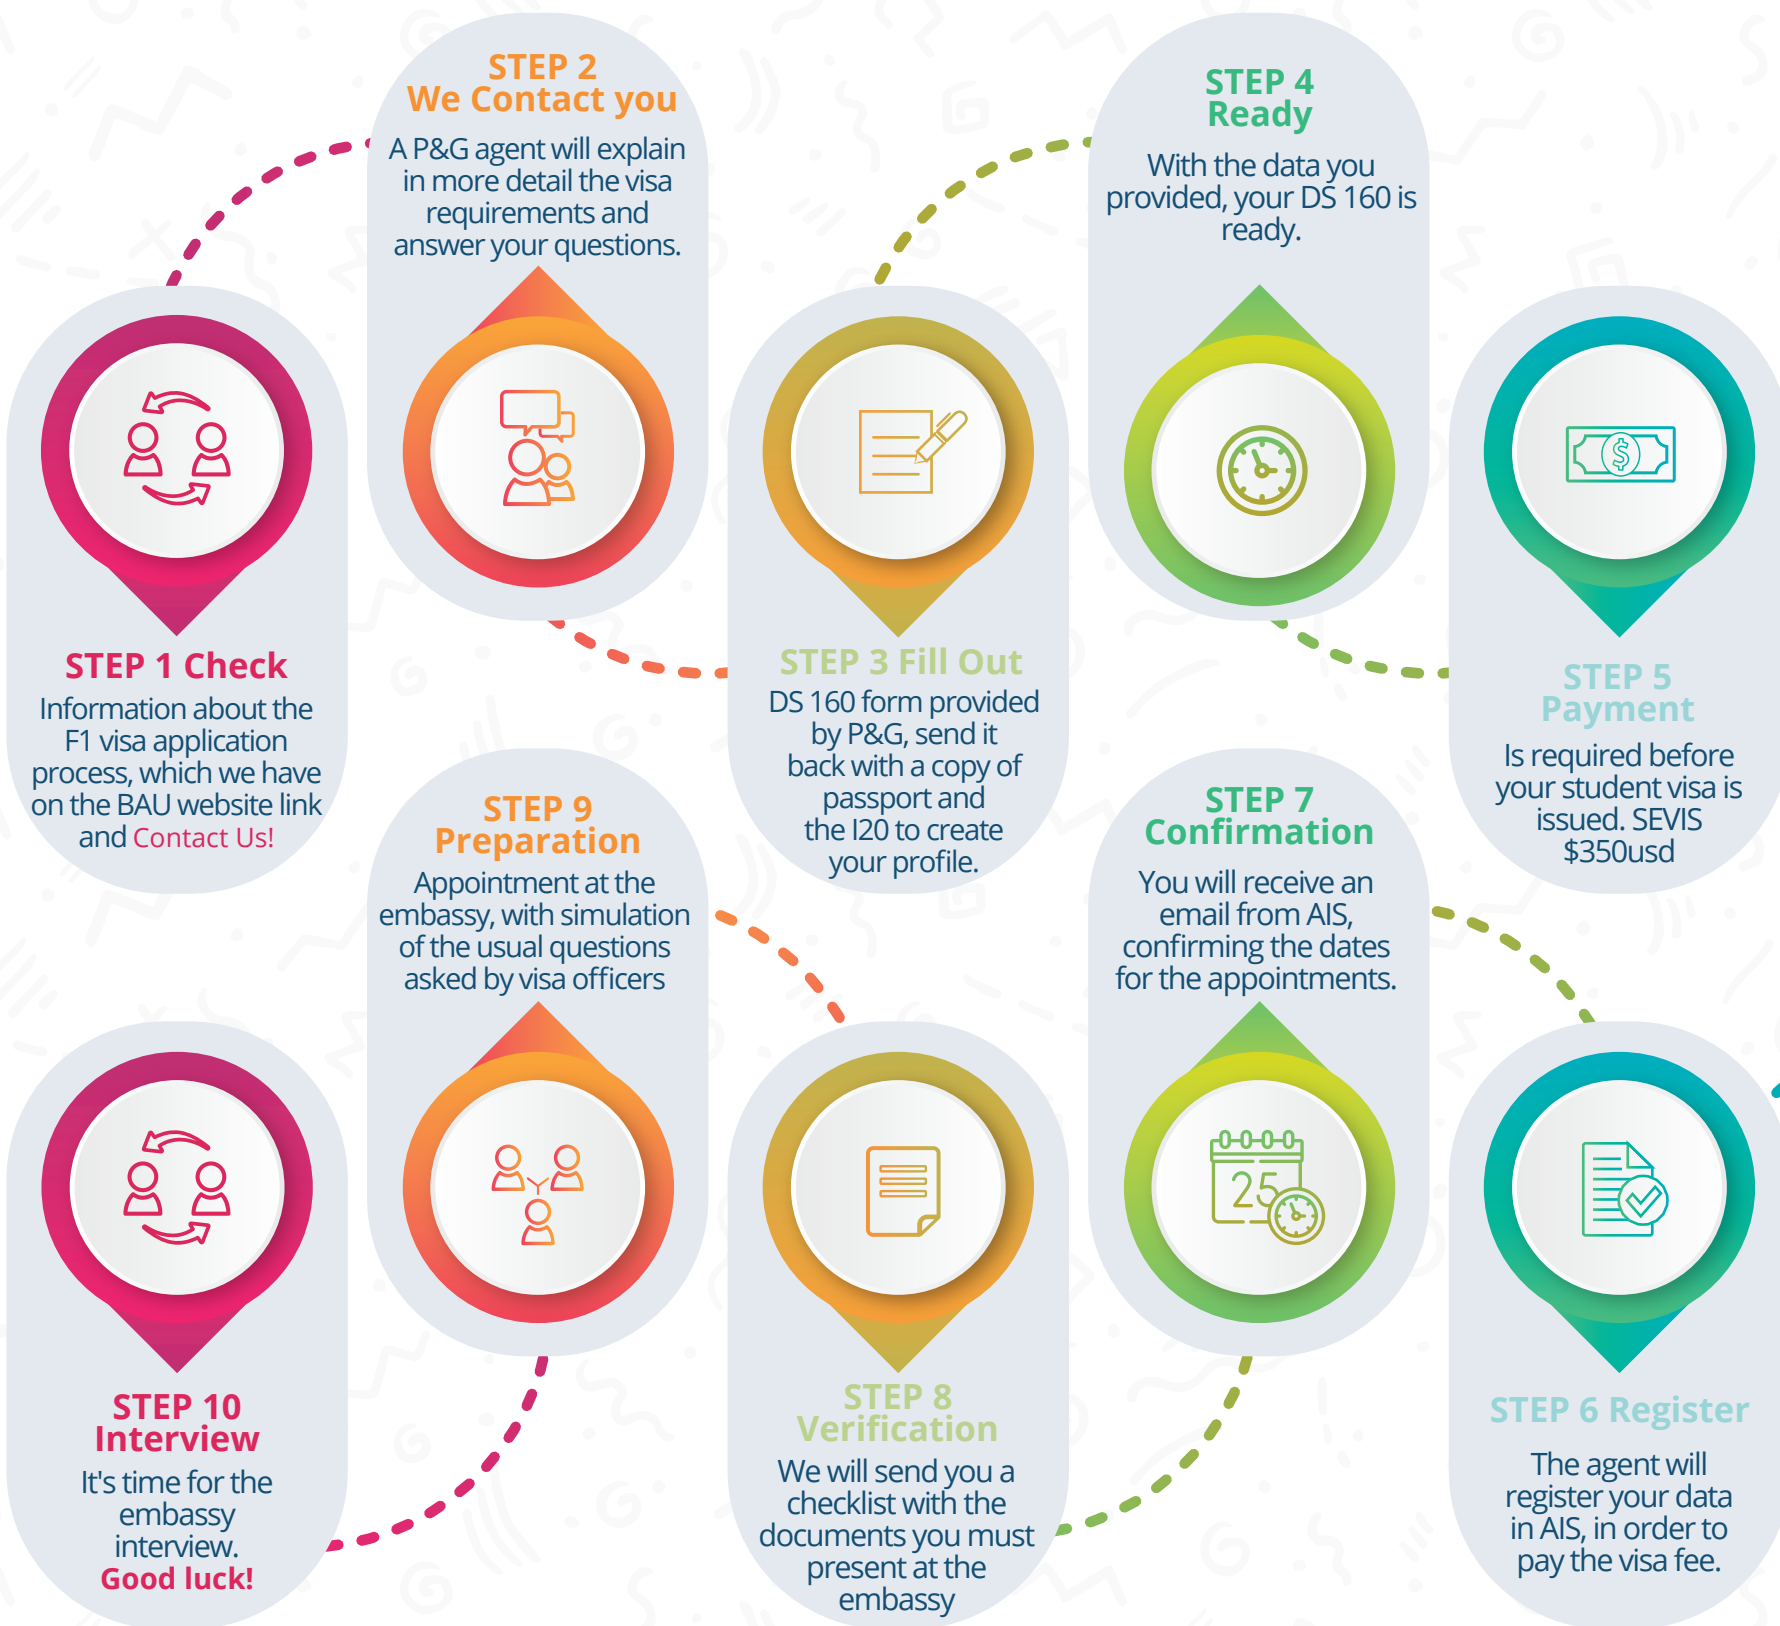 STEP 1 Check
Information about the
F1 visa application
process, which we have
on the BAU website link
and Contact Us!
STEP 2
We Contact you
A P&G agent will explain
in more detail the visa
requirements and
answer your questions.
STEP 3 Fill Out
DS 160 form provided
by P&G, send it
back with a copy of
passport and
the I20 to create
your profile.
STEP 4
Ready
With the data you
provided, your DS 160 is
ready.
STEP 5
Payment
Is required before
your student visa is
issued. SEVIS
$350usd
$
STEP 6 Register
The agent will
register your data
in AIS, in order to
pay the visa fee.
STEP 7
Confirmation
You will receive an
email from AIS,
confirming the dates
for the appointments.
25
STEP 8
Verification
We will send you a
checklist with the
documents you must
present at the
embassy
STEP 9
Preparation
Appointment at the
embassy, with simulation
of the usual questions
asked by visa officers
STEP 10
Interview
It's time for the
embassy
interview.
Good luck!